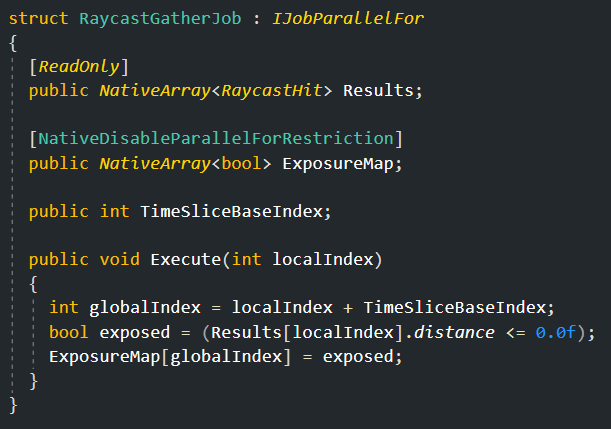 struct RaycastGatherJob : IJobParallelFor
{
  [ReadOnly]
  public NativeArray<RaycastHit> Results;

  [NativeDisableParallelForRestriction]
  public NativeArray<bool> ExposureMap;

  public int TimeSliceBaseIndex;

  public void Execute(int localIndex)
  {
    int globalIndex = localIndex + TimeSliceBaseIndex;
    bool exposed = (Results[localIndex].distance <= 0.0f);
    ExposureMap[globalIndex] = exposed;
  }
}